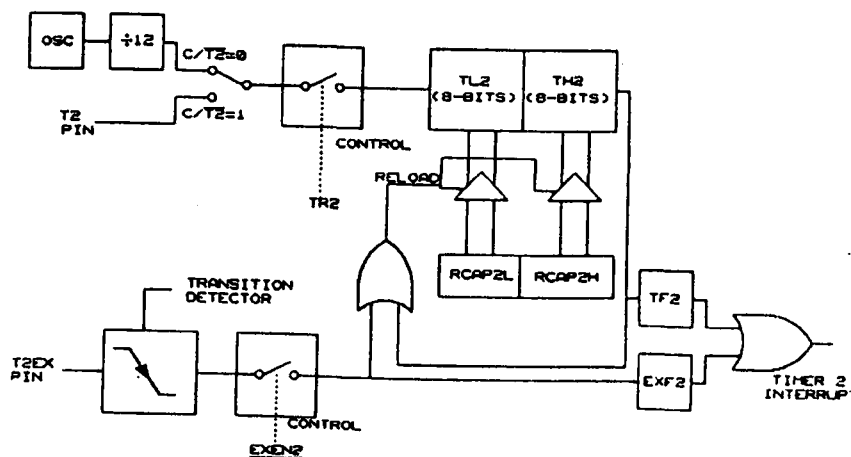 OSC
÷12
C/T2=0
C/T2=1
T2
PIN
TL2
(8-BITS)
TH2
(8-BITS)
CONTROL
TR2
RELOAD
RCAP2L
RCAP2H
TRANSITION
DETECTOR
T2EX
PIN
CONTROL
EXEN2
TF2
EXF2
TIMER 2
INTERRUPT